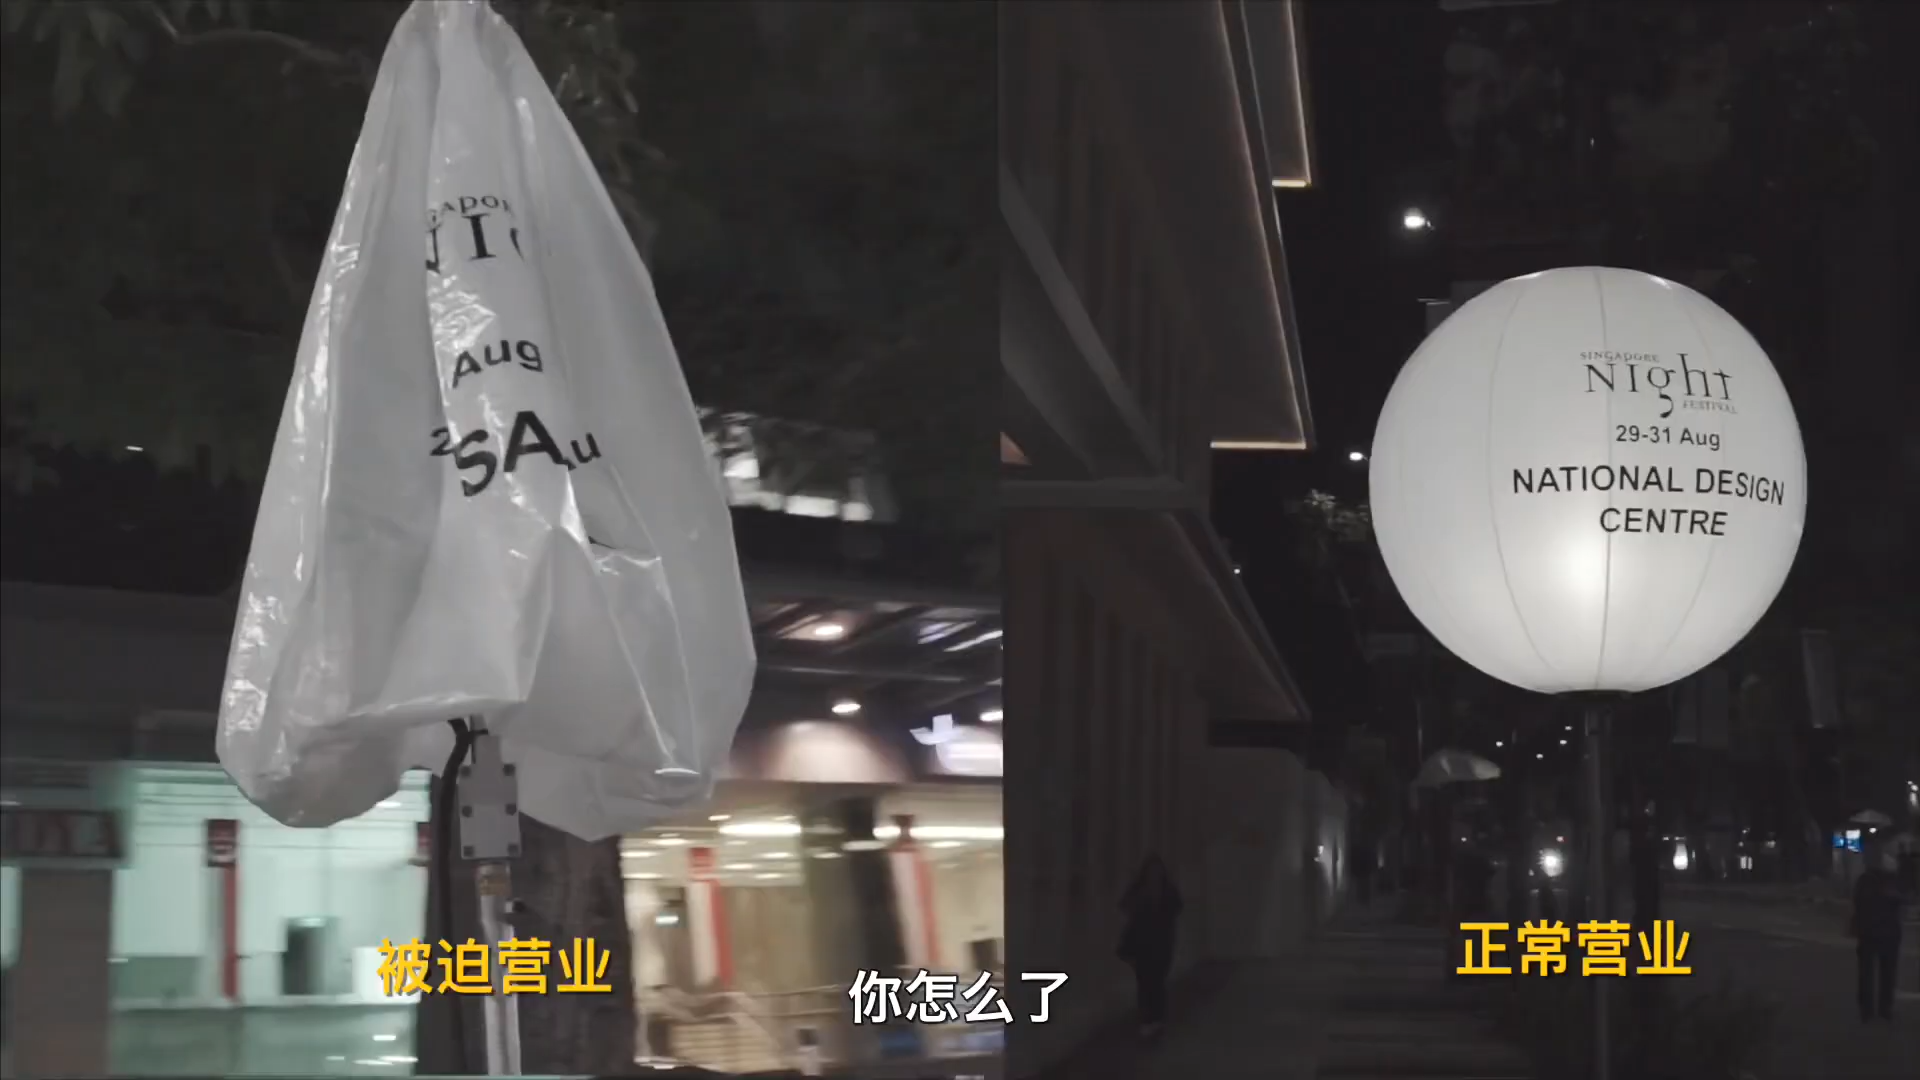 Aug
SA
被迫营业
SINGAPORE
Night
FESTIVAL
29-31 Aug
NATIONAL DESIGN
CENTRE
正常营业
你怎么了